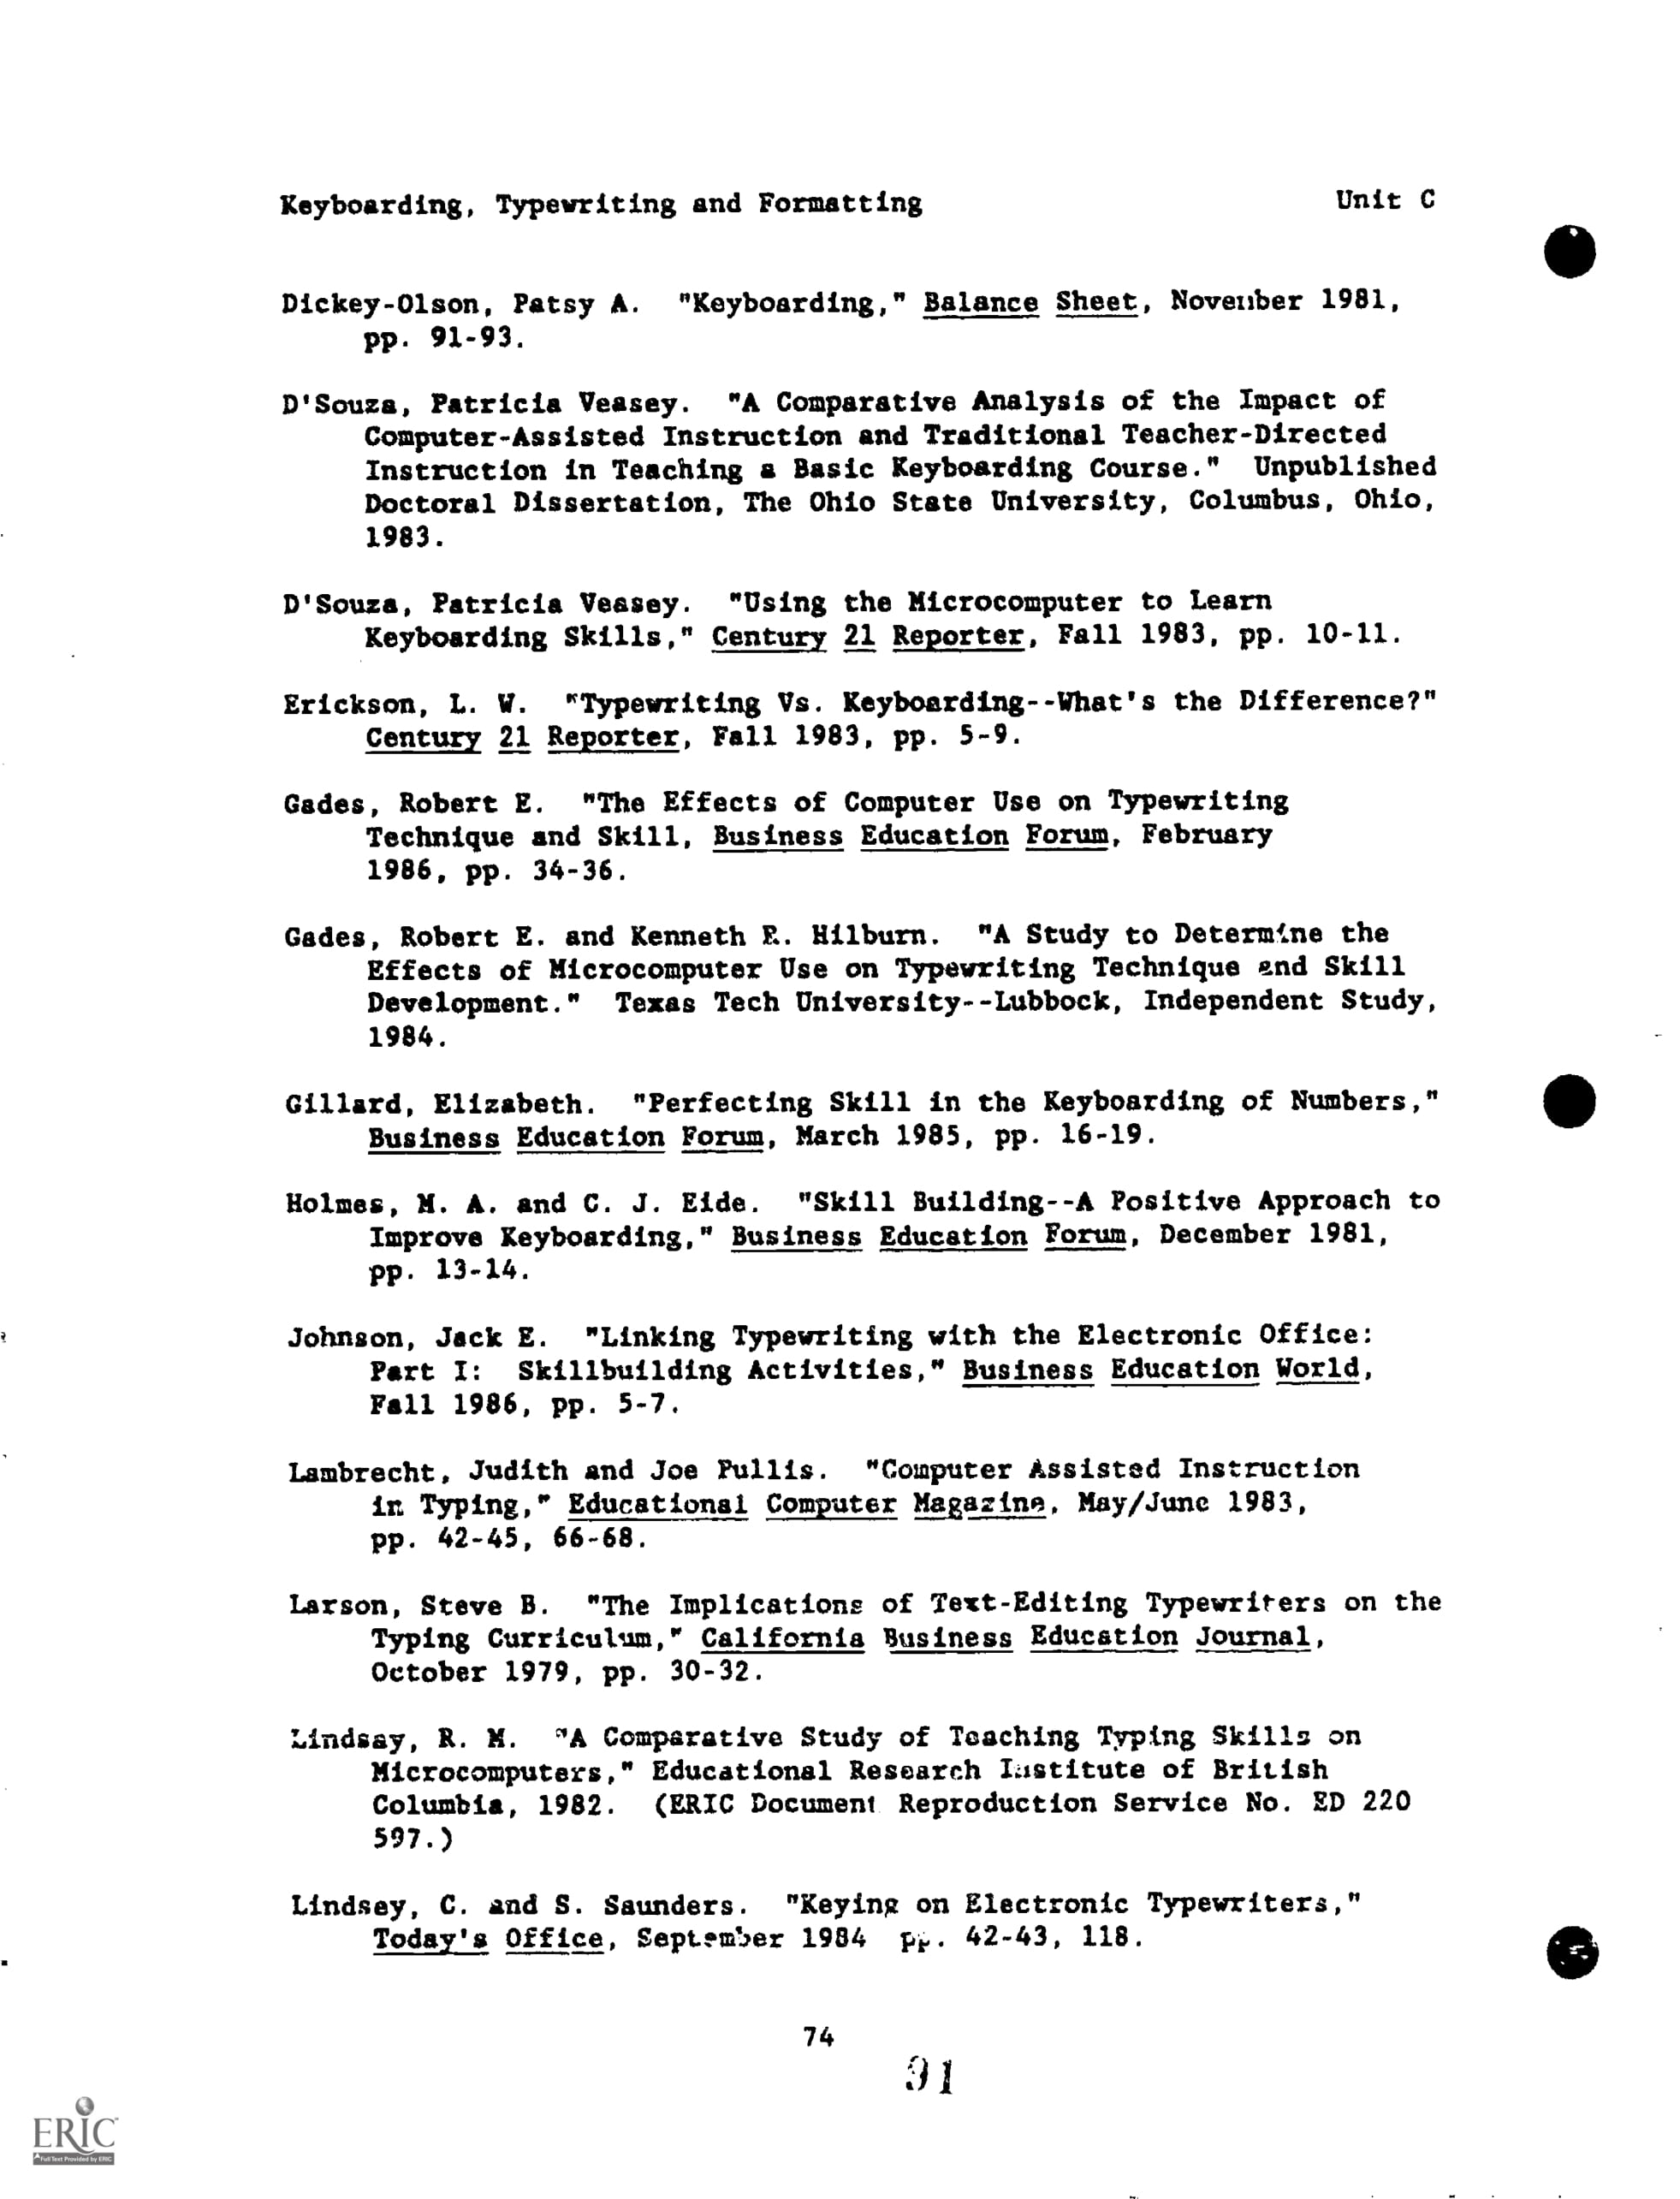 Keyboarding, Typewriting and Formatting Unit C
Dickey-Olson, Patsy A. "Keyboarding," Balance Sheet, November 1981,
pp. 91-93.
D'Souza, Patricia Veasey. "A Comparative Analysis of the Impact of
Computer-Assisted Instruction and Traditional Teacher-Directed
Instruction in Teaching a Basic Keyboarding Course." Unpublished
Doctoral Dissertation, The Ohio State University, Columbus, Ohio,
1983.
D'Souza, Patricia Veasey. "Using the Microcomputer to Learn
Keyboarding Skills," Century 21 Reporter, Fall 1983, pp. 10-11.
Erickson, L. W. "Typewriting Vs. Keyboarding--What's the Difference?"
Century 21 Reporter, Fall 1983, pp. 5-9.
Gades, Robert E. "The Effects of Computer Use on Typewriting
Technique and Skill, Business Education Forum, February
1986, pp. 34-36.
Gades, Robert E. and Kenneth R. Hilburn. "A Study to Determine the
Effects of Microcomputer Use on Typewriting Technique and Skill
Development." Texas Tech University--Lubbock, Independent Study,
1984.
Gillard, Elizabeth. "Perfecting Skill in the Keyboarding of Numbers,"
Business Education Forum, March 1985, pp. 16-19.
Holmes, M. A. and C. J. Eide. "Skill Building--A Positive Approach to
Improve Keyboarding," Business Education Forum, December 1981,
pp. 13-14.
Johnson, Jack E. "Linking Typewriting with the Electronic Office:
Part I: Skillbuilding Activities," Business Education World,
Fall 1986, pp. 5-7.
Lambrecht, Judith and Joe Pullis. "Computer Assisted Instruction
in Typing," Educational Computer Magazine, May/June 1983,
pp. 42-45, 66-68.
Larson, Steve B. "The Implications of Text-Editing Typewriters on the
Typing Curriculum," California Business Education Journal,
October 1979, pp. 30-32.
Lindsay, R. M. "A Comparative Study of Teaching Typing Skills on
Microcomputers," Educational Research Institute of British
Columbia, 1982. (ERIC Document Reproduction Service No. ED 220
597.)
Lindsey, C. and S. Saunders. "Keying on Electronic Typewriters,"
Today's Office, September 1984 pp. 42-43, 118.
74
91
ERIC
Full Text Provided by ERIC